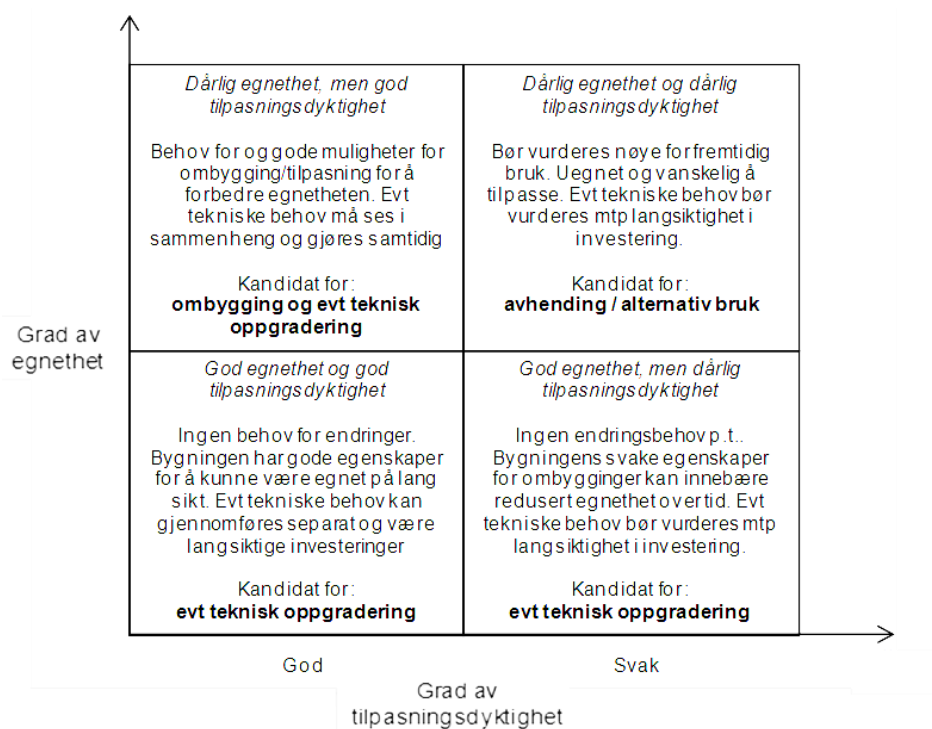 Dårlig egnethet, men god
tilpasningsdyktighet
Behov for og gode muligheter for
ombygging/tilpasning for å
forbedre egnetheten. Evt
tekniske behov må ses i
sammenheng og gjøres samtidig
Kandidat for:
ombygging og evt teknisk
oppgradering
Dårlig egnethet og dårlig
tilpasningsdyktighet
Bør vurderes nøye for fremtidig
bruk. Uegnet og vanskelig å
tilpasse. Evt tekniske behov bør
vurderes mtp langsiktighet i
investering.
Kandidat for:
avhending / alternativ bruk
Grad av
egnethet
God egnethet og god
tilpasningsdyktighet
Ingen behov for endringer.
Bygningen har gode egenskaper
for å kunne være egnet på lang
sikt. Evt tekniske behov kan
gjennomføres separat og være
langsiktige investeringer
Kandidat for:
evt teknisk oppgradering
God egnethet, men dårlig
tilpasningsdyktighet
Ingen endringsbehov p.t..
Bygningens svake egenskaper
for ombygginger kan innebære
redusert egnethet over tid. Evt
tekniske behov bør vurderes mtp
langsiktighet i investering.
Kandidat for:
evt teknisk oppgradering
God
Svak
Grad av
tilpasningsdyktighet